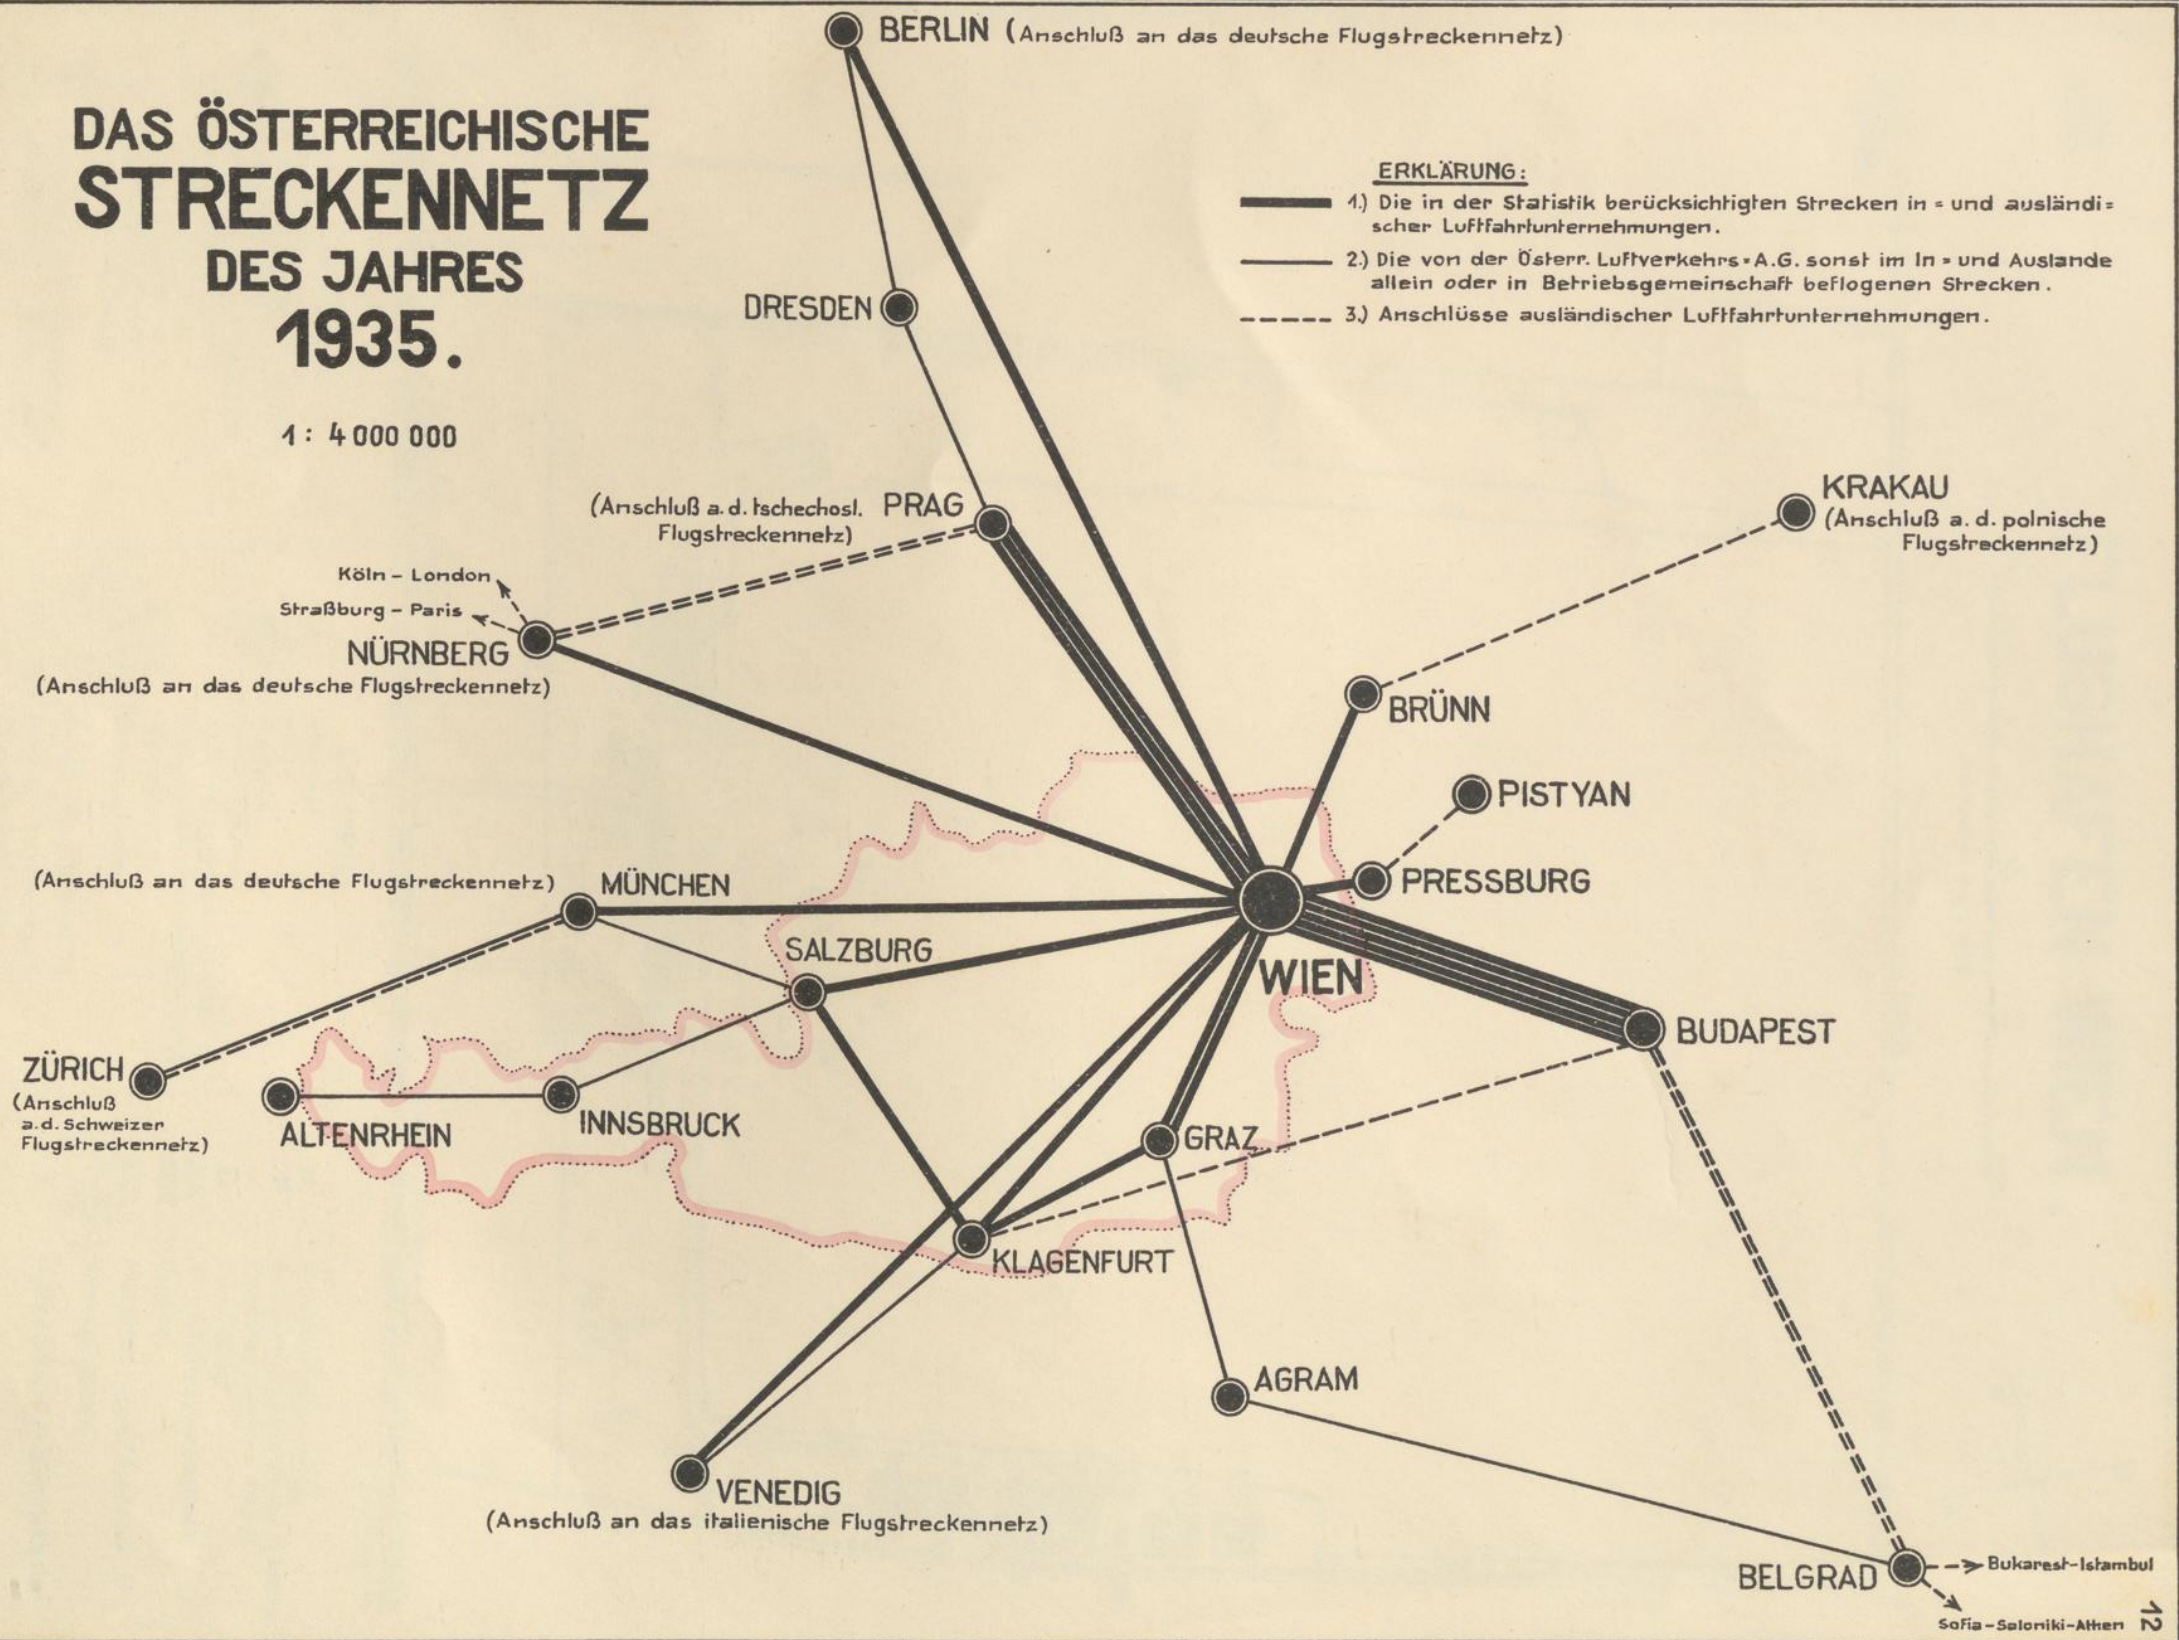 DAS ÖSTERREICHISCHE
STRECKENNETZ
DES JAHRES
1935.
1: 4 000 000
BERLIN (Anschluß an das deutsche Flugstreckennetz)
ERKLÄRUNG:
1.) Die in der Statistik berücksichtigten Strecken in = und ausländi=
scher Luftfahrtunternehmungen.
2.) Die von der Österr. Luftverkehrs-A.G. sonst im In = und Auslande
allein oder in Betriebsgemeinschaft beflogenen Strecken.
3.) Anschlüsse ausländischer Luftfahrtunternehmungen.
DRESDEN
(Anschluß a.d. tschechosl. PRAG
Flugstreckennetz)
KRAKAU
(Anschluß a. d. polnische
Flugstreckennetz)
Köln - London
Straßburg - Paris
NÜRNBERG
(Anschluß an das deutsche Flugstreckennetz)
BRÜNN
PISTYAN
(Anschluß an das deutsche Flugstreckennetz) MÜNCHEN
PRESSBURG
SALZBURG
WIEN
BUDAPEST
ZÜRICH
(Anschluß
a.d. Schweizer
Flugstreckennetz)
ALTENRHEIN
INNSBRUCK
GRAZ
KLAGENFURT
AGRAM
VENEDIG
(Anschluß an das italienische Flugstreckennetz)
BELGRAD
Bukarest-Istambul
Sofia-Saloniki-Athen
12